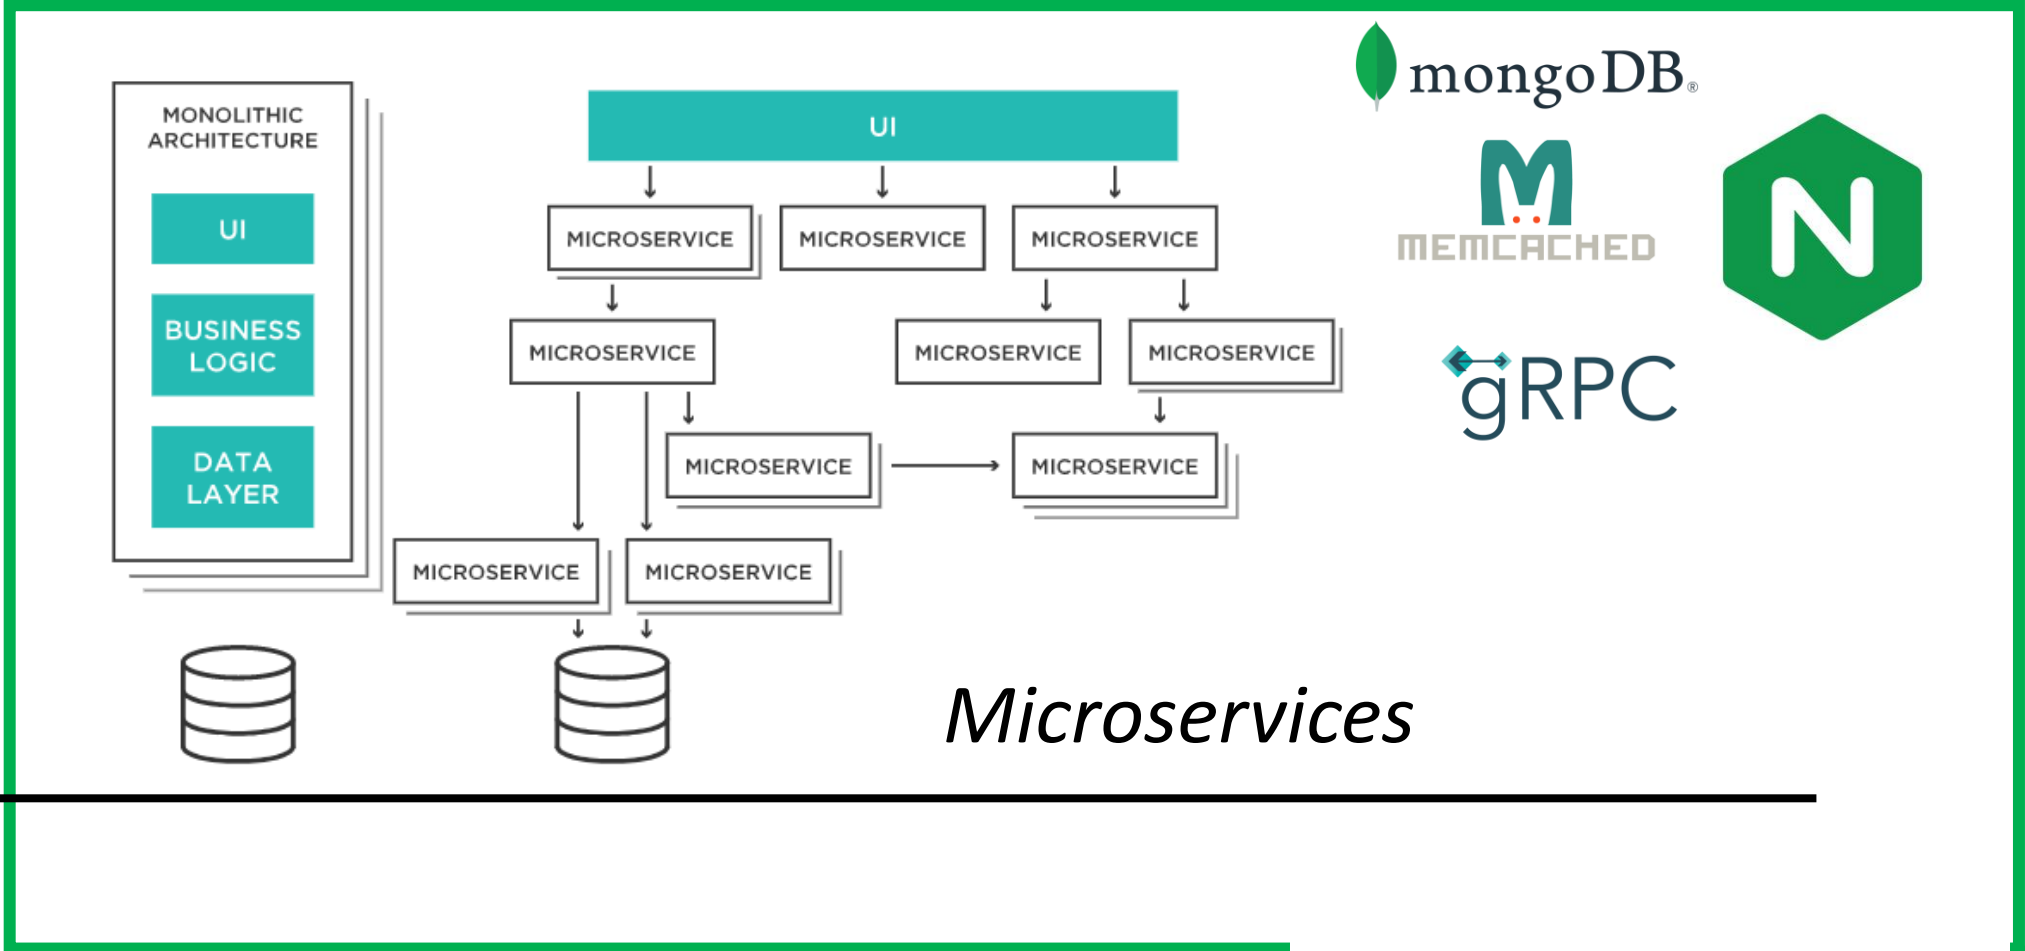 MONOLITHIC
ARCHITECTURE
UI
BUSINESS
LOGIC
DATA
LAYER
UI
MICROSERVICE
MICROSERVICE
MICROSERVICE
MICROSERVICE
MICROSERVICE
MICROSERVICE
MICROSERVICE
MICROSERVICE
MICROSERVICE
MICROSERVICE
mongoDB®
MEMCACHED
N
gRPC
Microservices